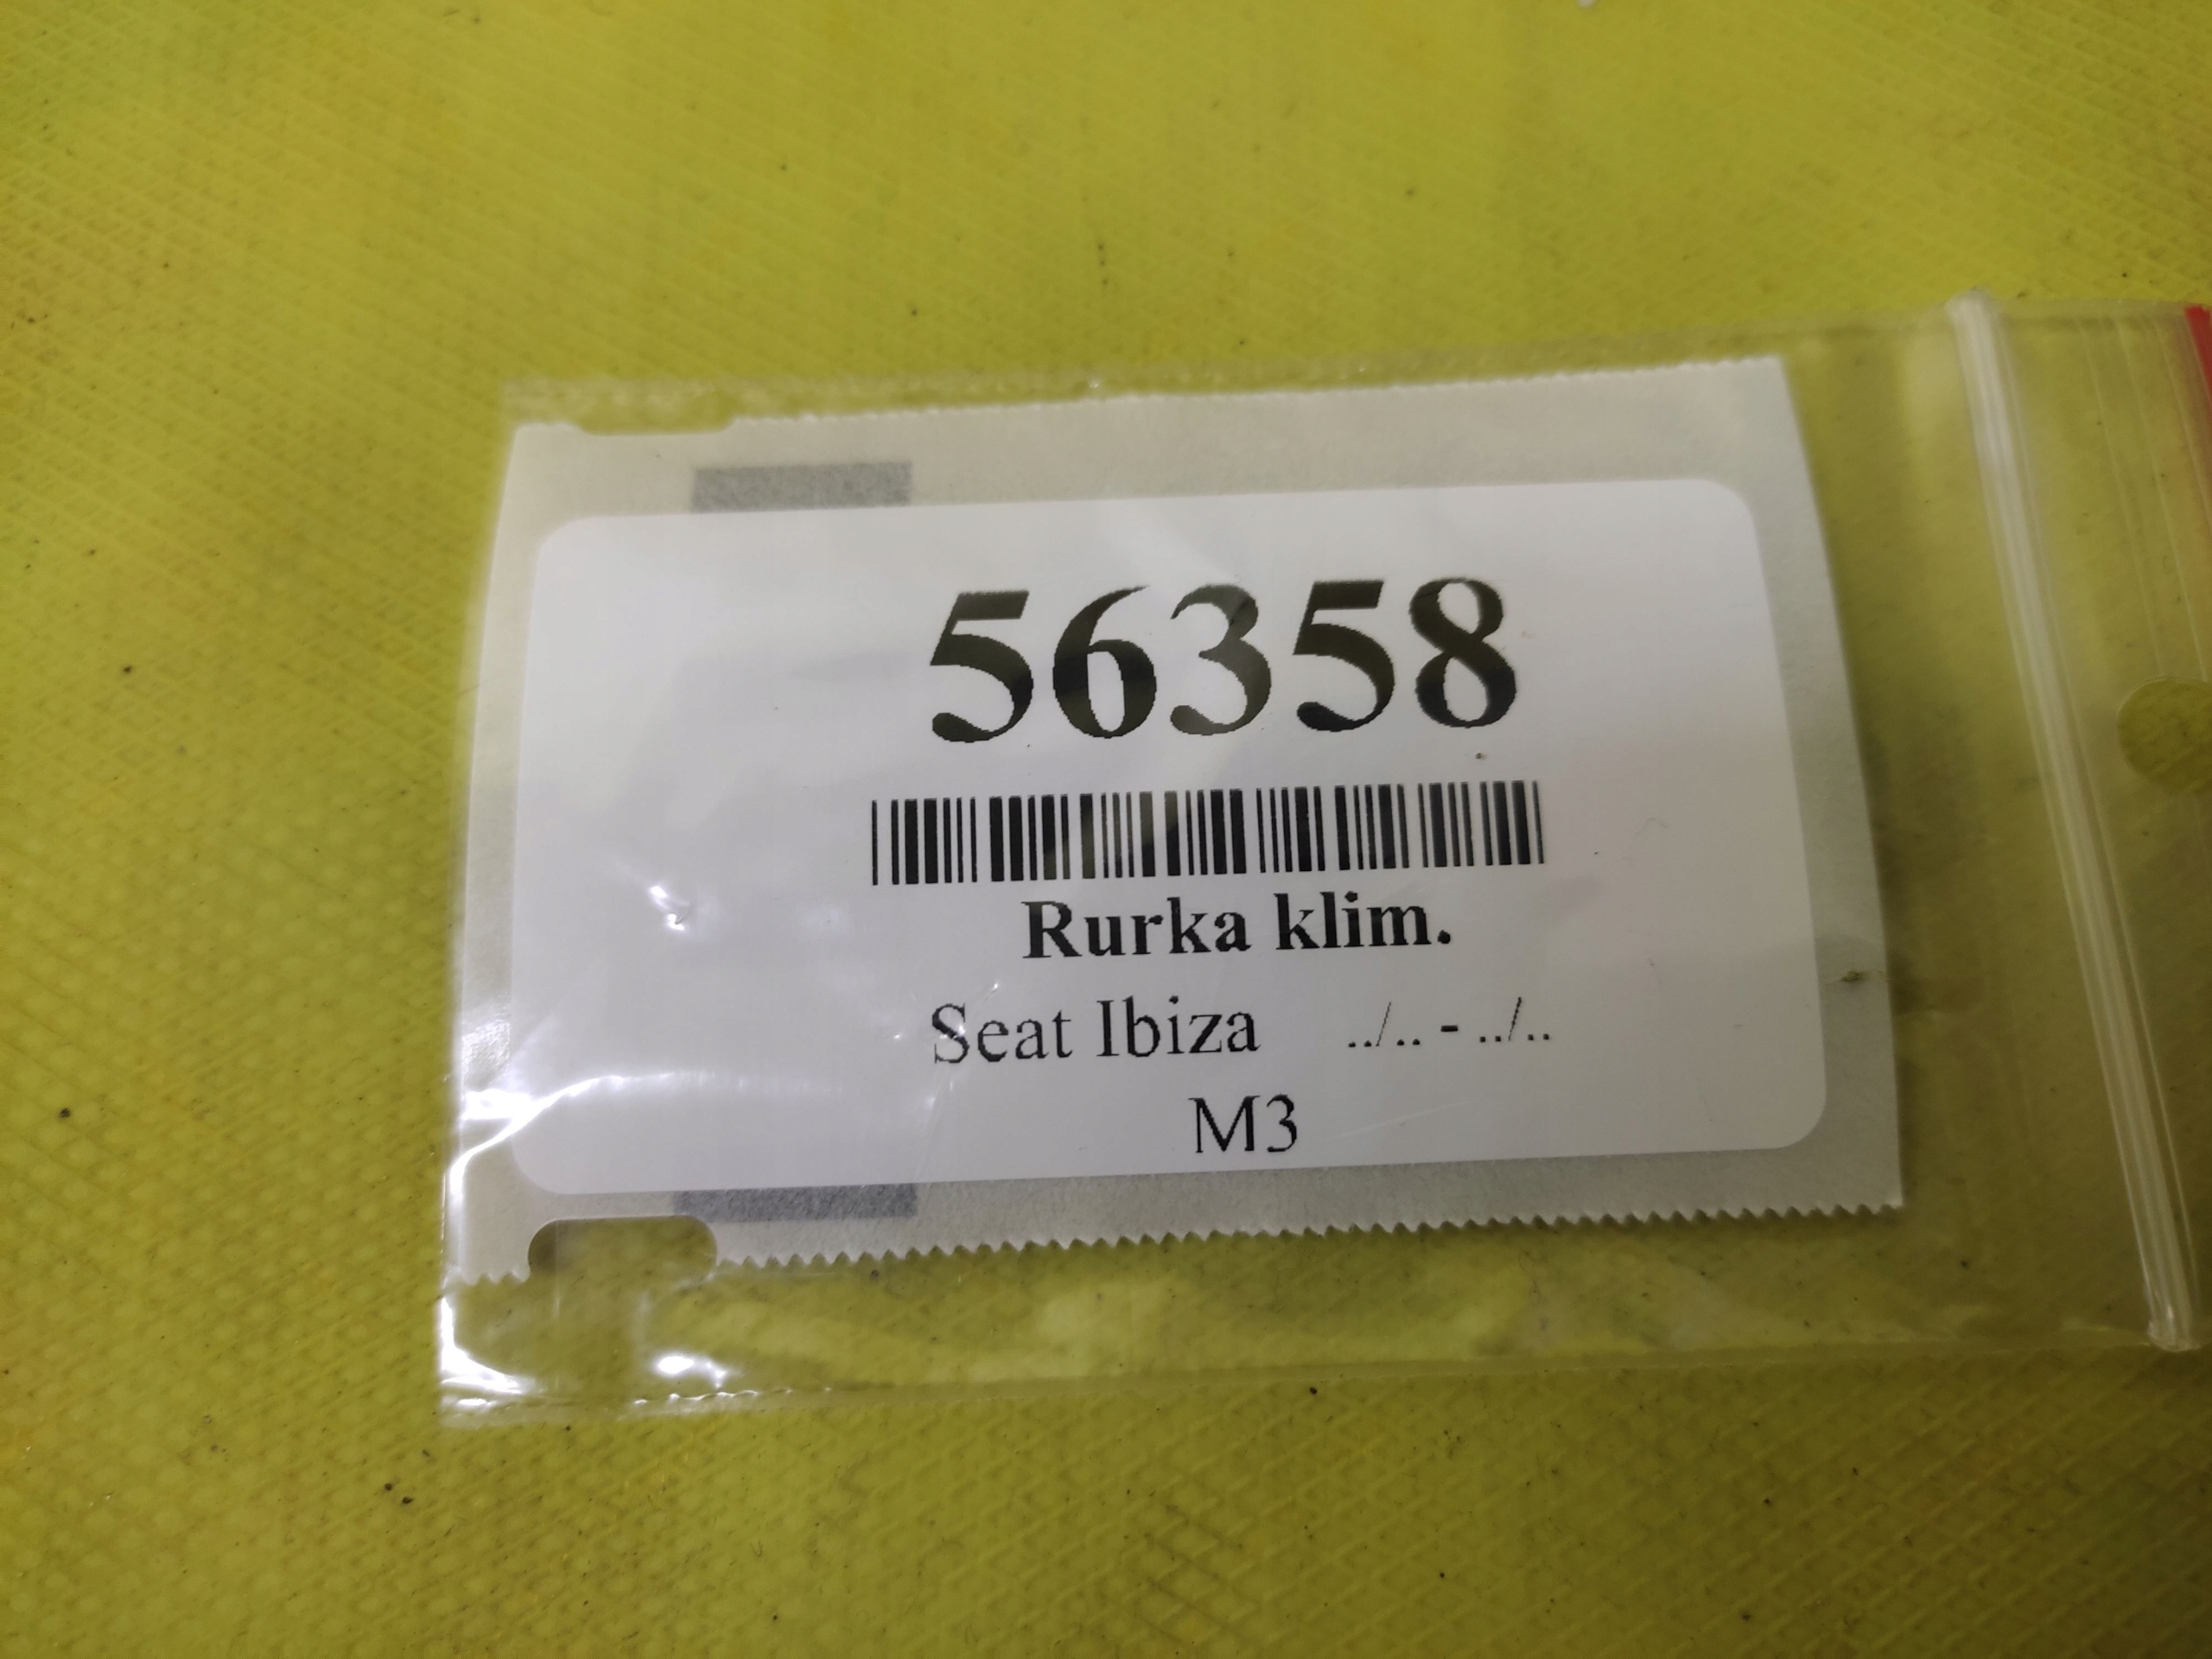 56358
Rurka klim.
Seat Ibiza ../.. - ../..
M3